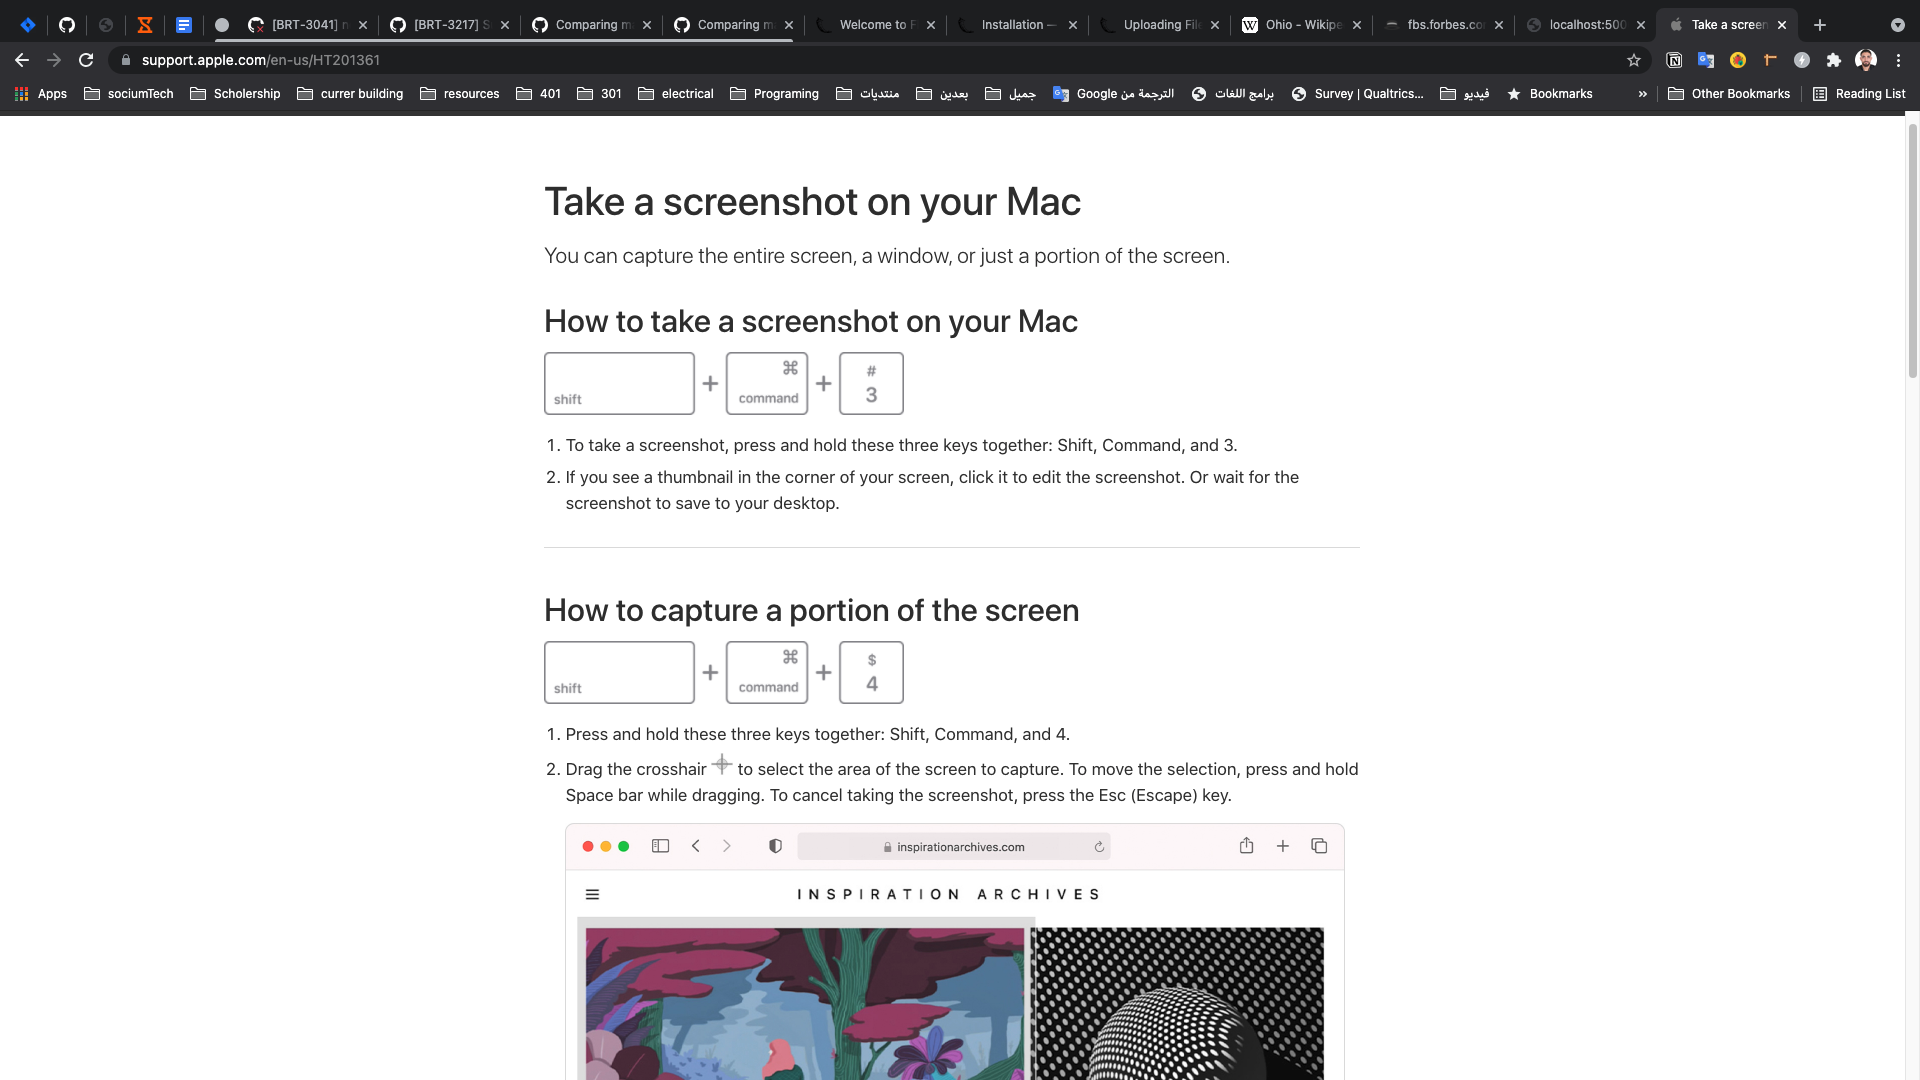 [BRT-3041]
[BRT-3217] S
Comparing m
Comparing m
Welcome to F
Installation —
Uploading File
Ohio - Wikipe
fbs.forbes.co
localhost:500
Take a screen
support.apple.com/en-us/HT201361
Apps
sociumTech
Scholership
currer building
resources
401
301
electrical
Programing
منتديات
بعدين
جميل
الترجمة من Google
برامج اللغات
Survey | Qualtrics...
فيديو
Bookmarks
»
Other Bookmarks
Reading List
Take a screenshot on your Mac
You can capture the entire screen, a window, or just a portion of the screen.
How to take a screenshot on your Mac
shift + ⌘ command + # 3
1. To take a screenshot, press and hold these three keys together: Shift, Command, and 3.
2. If you see a thumbnail in the corner of your screen, click it to edit the screenshot. Or wait for the
screenshot to save to your desktop.
How to capture a portion of the screen
shift + ⌘ command + $ 4
1. Press and hold these three keys together: Shift, Command, and 4.
2. Drag the crosshair to select the area of the screen to capture. To move the selection, press and hold
Space bar while dragging. To cancel taking the screenshot, press the Esc (Escape) key.
inspirationarchives.com
INSPIRATION ARCHIVES